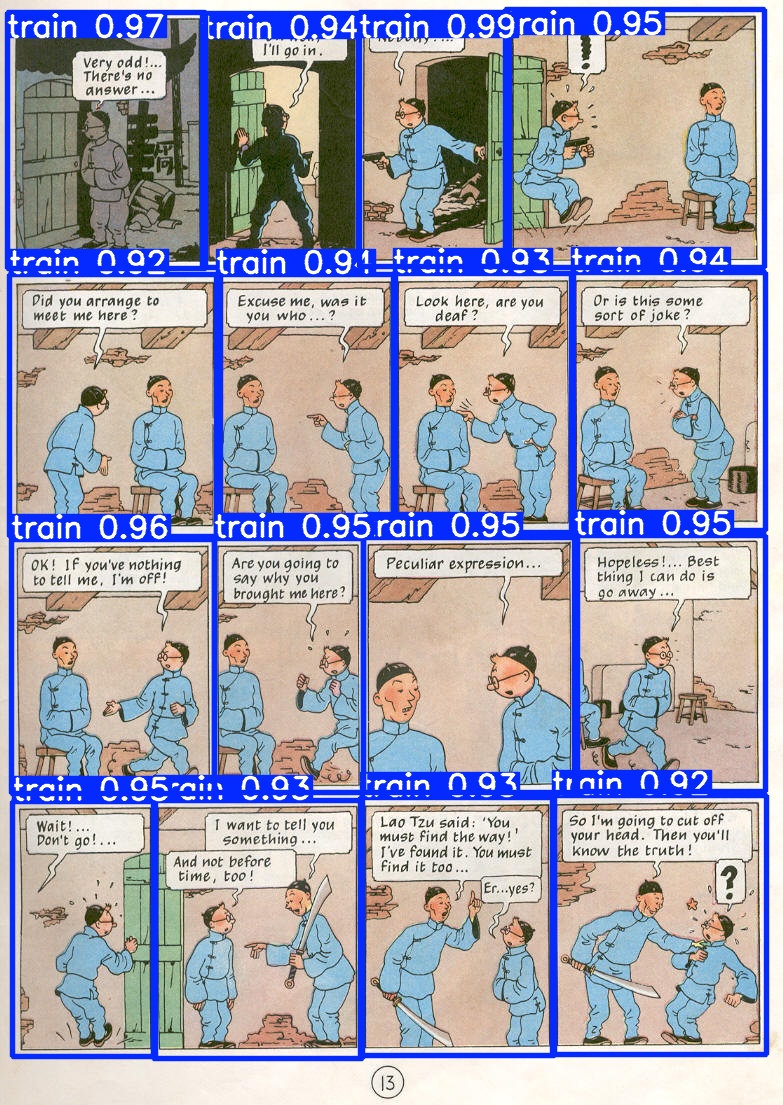 train 0.97
train 0.94
train 0.99
train 0.95
Very odd!...
There's no
answer...
I'll go in.
train 0.92
train 0.94
train 0.93
train 0.94
Did you arrange to
meet me here?
Excuse me, was it
you who...?
Look here, are you
deaf?
Or is this some
sort of joke?
train 0.96
train 0.95
train 0.95
train 0.95
OK! If you've nothing
to tell me, I'm off!
Are you going to
say why you
brought me here?
Peculiar expression...
Hopeless!... Best
thing I can do is
go away...
train 0.95
train 0.93
train 0.93
train 0.92
Wait!...
Don't go!...
I want to tell you
something...
And not before
time, too!
Lao Tzu said: 'You
must find the way!'
I've found it. You must
find it too...
Er...yes?
So I'm going to cut off
your head. Then you'll
know the truth!
?
13